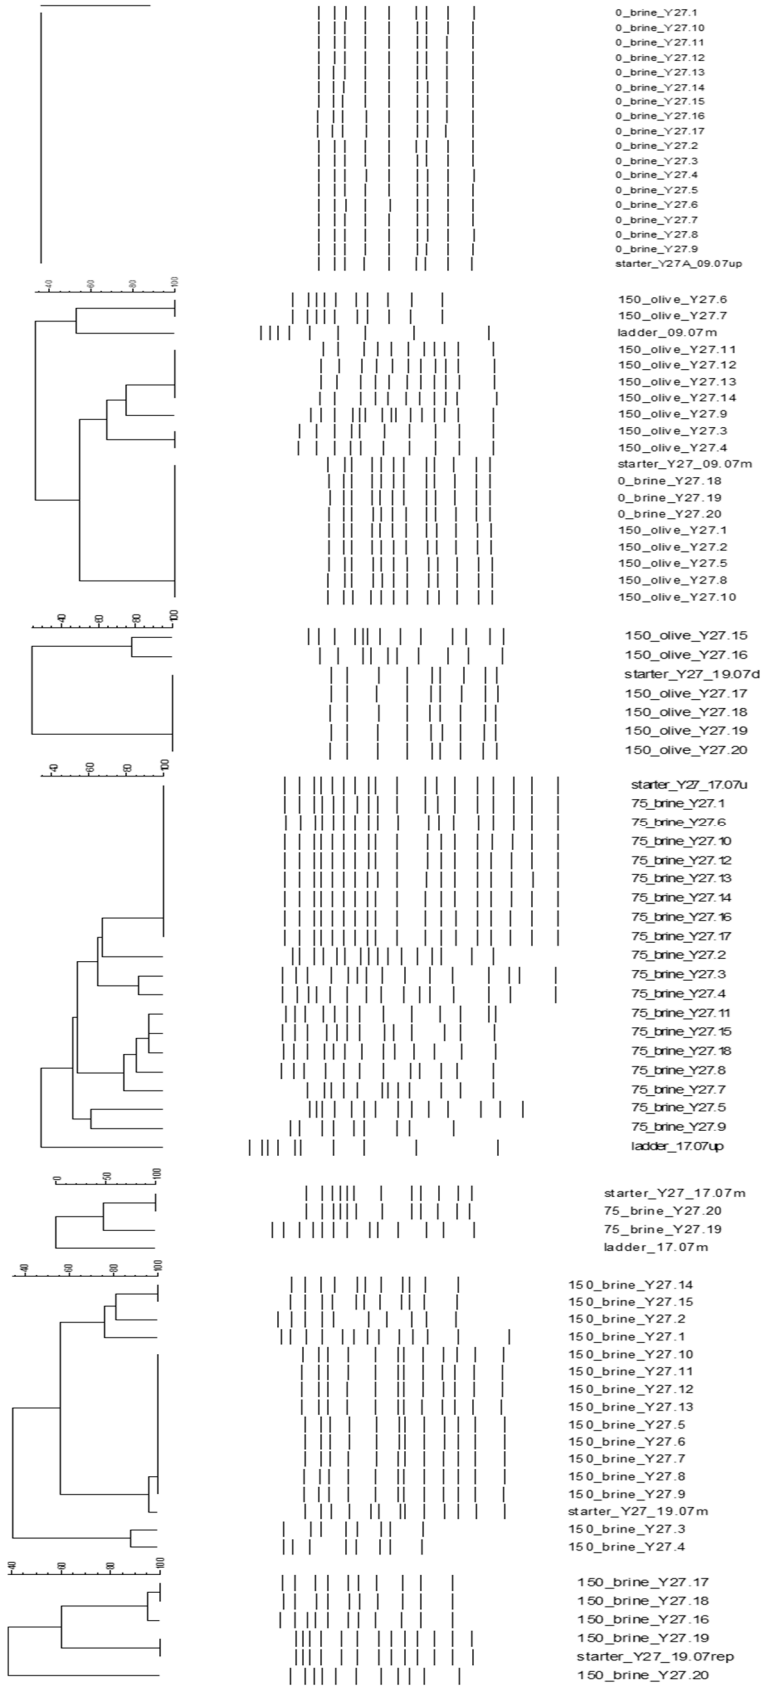 0_brine_Y27.1
0_brine_Y27.10
0_brine_Y27.11
0_brine_Y27.12
0_brine_Y27.13
0_brine_Y27.14
0_brine_Y27.15
0_brine_Y27.16
0_brine_Y27.17
0_brine_Y27.2
0_brine_Y27.3
0_brine_Y27.4
0_brine_Y27.5
0_brine_Y27.6
0_brine_Y27.7
0_brine_Y27.8
0_brine_Y27.9
starter_Y27A_09.07up
40 60 80 100
150_olive_Y27.6
150_olive_Y27.7
ladder_09.07m
150_olive_Y27.11
150_olive_Y27.12
150_olive_Y27.13
150_olive_Y27.14
150_olive_Y27.9
150_olive_Y27.3
150_olive_Y27.4
starter_Y27_09.07m
0_brine_Y27.18
0_brine_Y27.19
0_brine_Y27.20
150_olive_Y27.1
150_olive_Y27.2
150_olive_Y27.5
150_olive_Y27.8
150_olive_Y27.10
40 60 80 100
150_olive_Y27.15
150_olive_Y27.16
starter_Y27_19.07d
150_olive_Y27.17
150_olive_Y27.18
150_olive_Y27.19
150_olive_Y27.20
40 60 80 100
starter_Y27_17.07u
75_brine_Y27.1
75_brine_Y27.6
75_brine_Y27.10
75_brine_Y27.12
75_brine_Y27.13
75_brine_Y27.14
75_brine_Y27.16
75_brine_Y27.17
75_brine_Y27.2
75_brine_Y27.3
75_brine_Y27.4
75_brine_Y27.11
75_brine_Y27.15
75_brine_Y27.18
75_brine_Y27.8
75_brine_Y27.7
75_brine_Y27.5
75_brine_Y27.9
ladder_17.07up
0 50 100
starter_Y27_17.07m
75_brine_Y27.20
75_brine_Y27.19
ladder_17.07m
40 60 80 100
150_brine_Y27.14
150_brine_Y27.15
150_brine_Y27.2
150_brine_Y27.1
150_brine_Y27.10
150_brine_Y27.11
150_brine_Y27.12
150_brine_Y27.13
150_brine_Y27.5
150_brine_Y27.6
150_brine_Y27.7
150_brine_Y27.8
150_brine_Y27.9
starter_Y27_19.07m
150_brine_Y27.3
150_brine_Y27.4
40 60 80 100
150_brine_Y27.17
150_brine_Y27.18
150_brine_Y27.16
150_brine_Y27.19
starter_Y27_19.07rep
150_brine_Y27.20